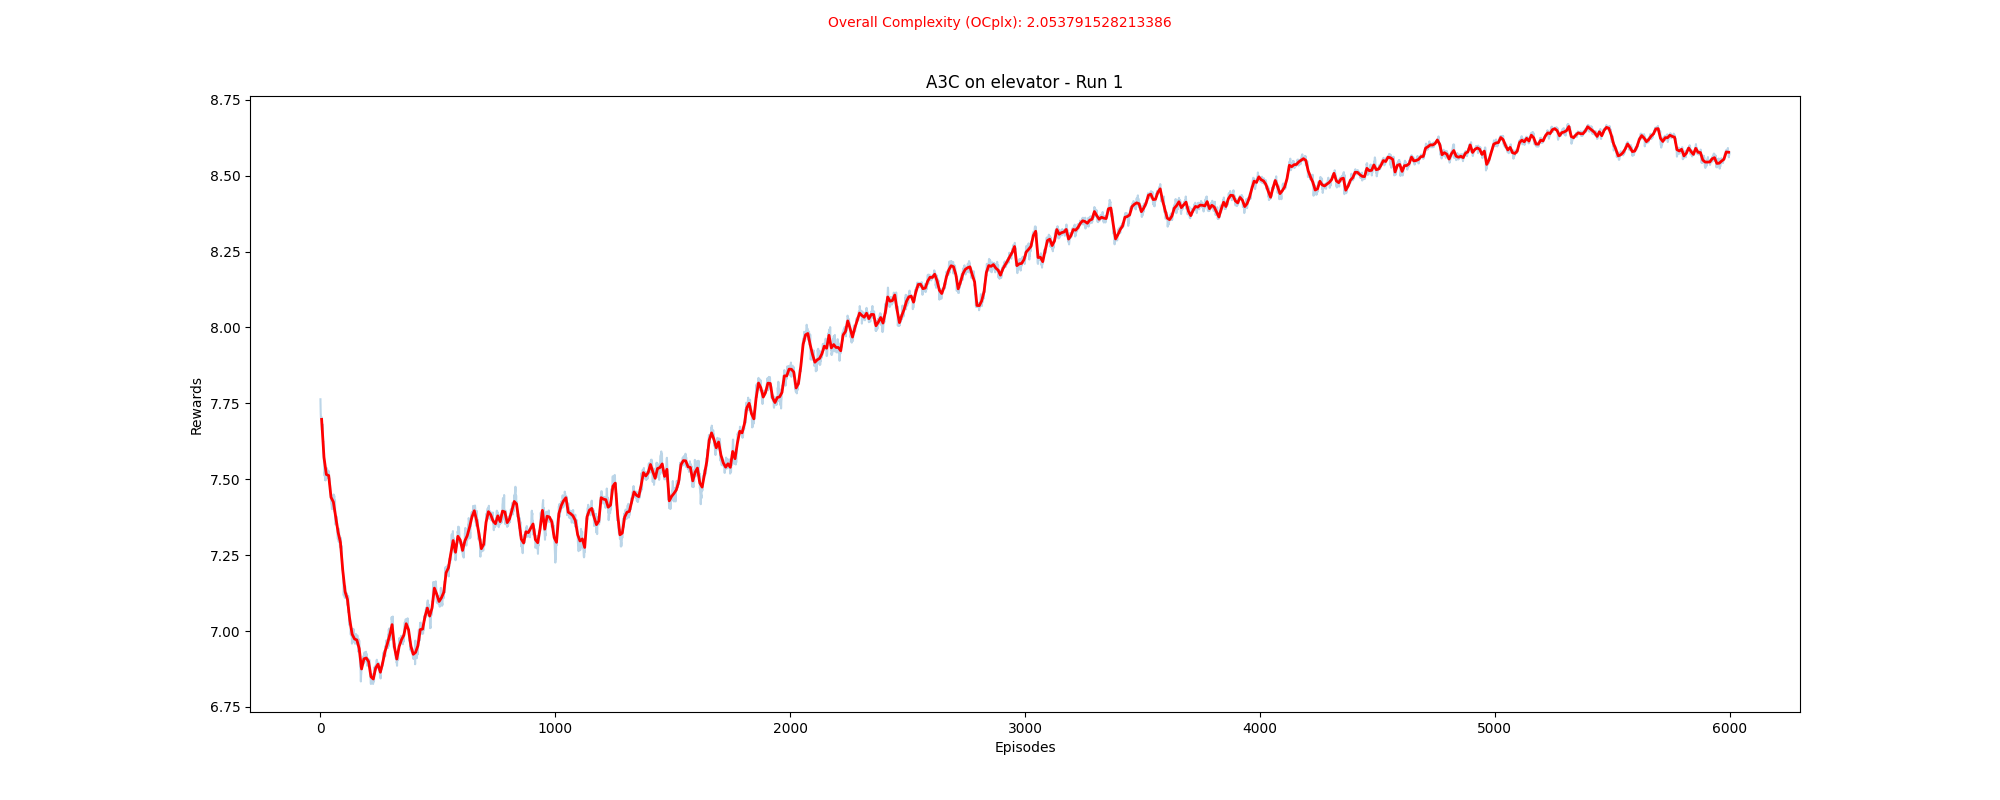 Overall Complexity (OCplx): 2.053791528213386
A3C on elevator - Run 1
8.75
8.50
8.25
8.00
7.75
7.50
7.25
7.00
6.75
Rewards
0 1000 2000 3000 4000 5000 6000
Episodes